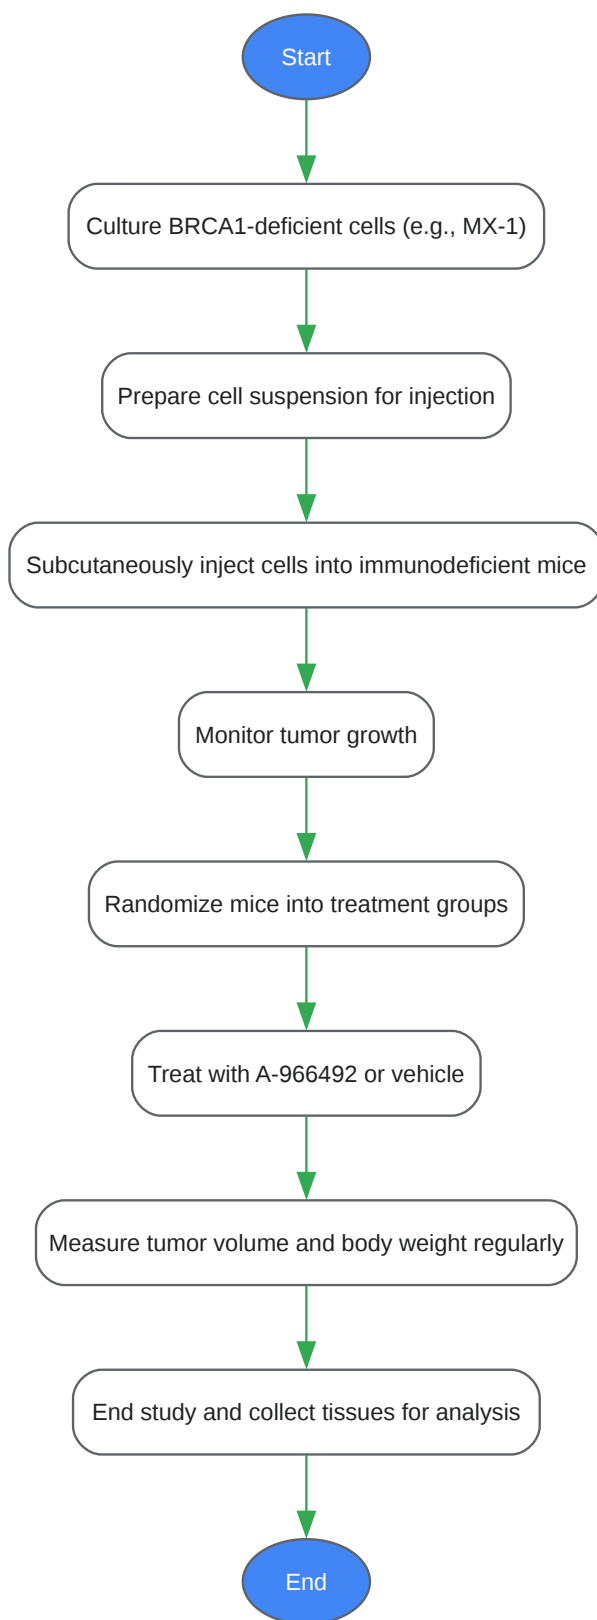 Start
Culture BRCA1-deficient cells (e.g., MX-1)
Prepare cell suspension for injection
Subcutaneously inject cells into immunodeficient mice
Monitor tumor growth
Randomize mice into treatment groups
Treat with A-966492 or vehicle
Measure tumor volume and body weight regularly
End study and collect tissues for analysis
End